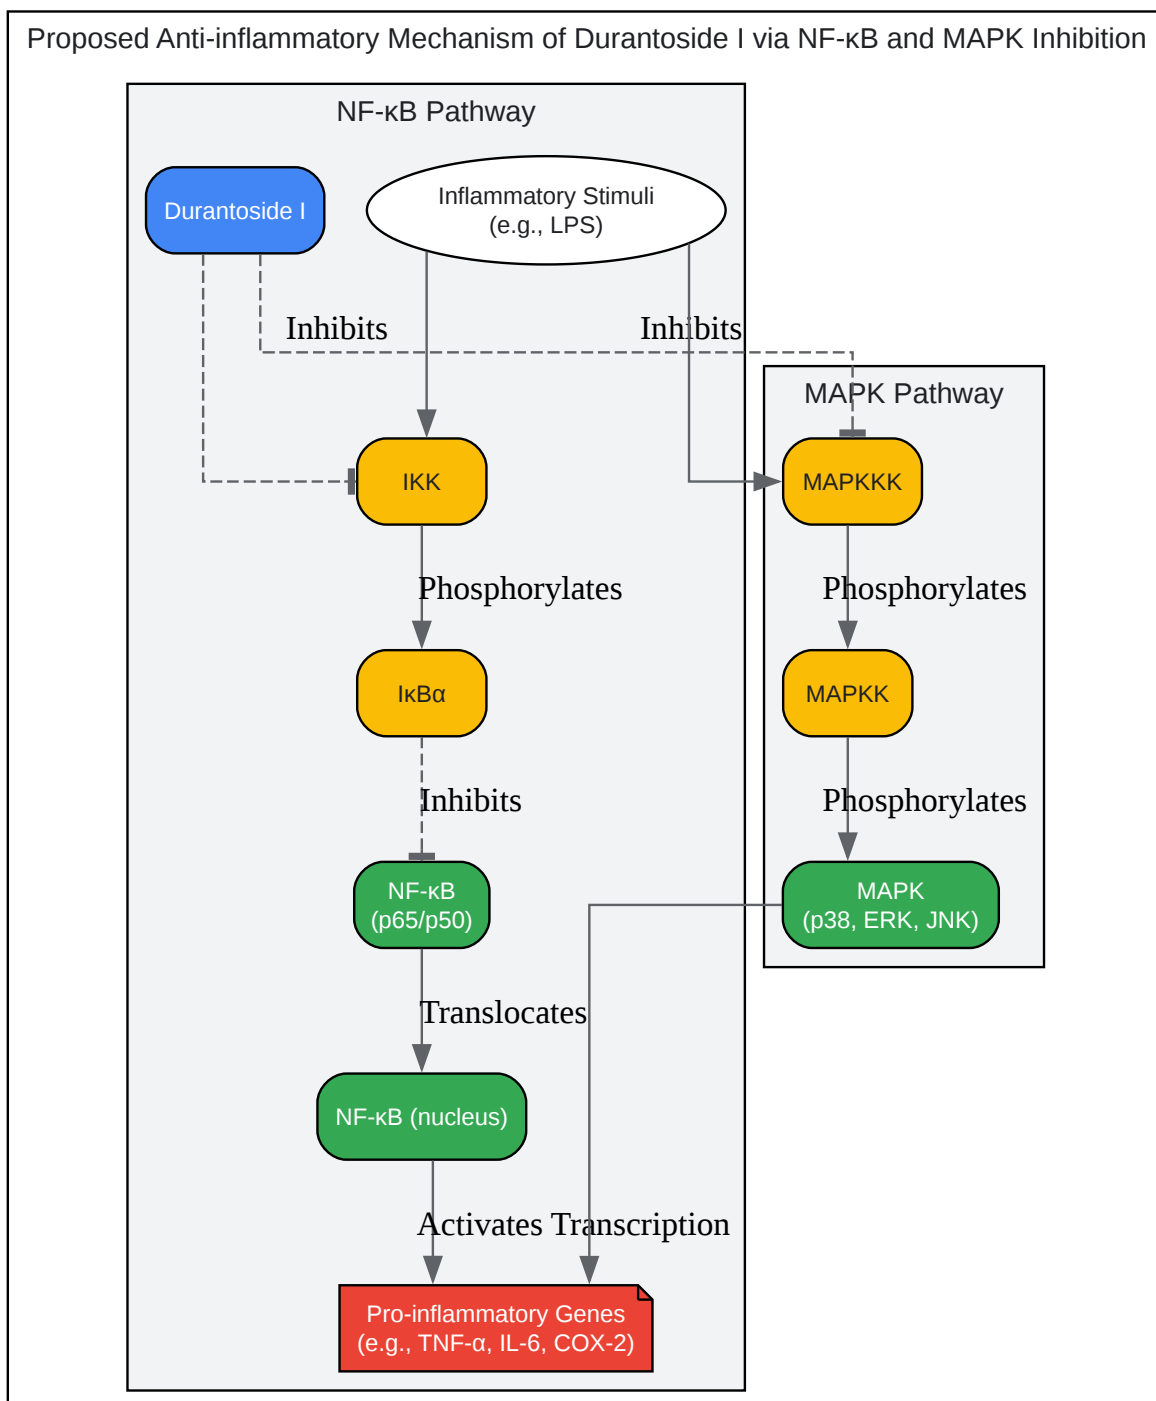 Proposed Anti-inflammatory Mechanism of Durantoside I via NF-κB and MAPK Inhibition
NF-κB Pathway
Durantoside I
Inflammatory Stimuli
(e.g., LPS)
Inhibits
Inhibits
MAPK Pathway
IKK
MAPKKK
Phosphorylates
Phosphorylates
IκBα
MAPKK
Inhibits
Phosphorylates
NF-κB
(p65/p50)
MAPK
(p38, ERK, JNK)
Translocates
NF-κB (nucleus)
Activates Transcription
Pro-inflammatory Genes
(e.g., TNF-α, IL-6, COX-2)